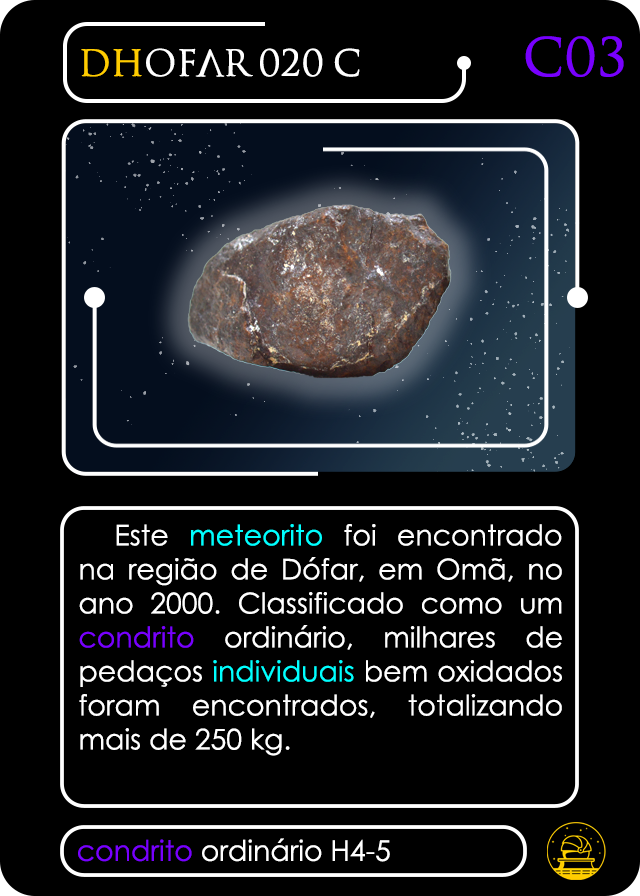 DHOFAR 020 C
C03
Este meteorito foi encontrado
na região de Dófar, em Omã, no
ano 2000. Classificado como um
condrito ordinário, milhares de
pedaços individuais bem oxidados
foram encontrados, totalizando
mais de 250 kg.
condrito ordinário H4-5